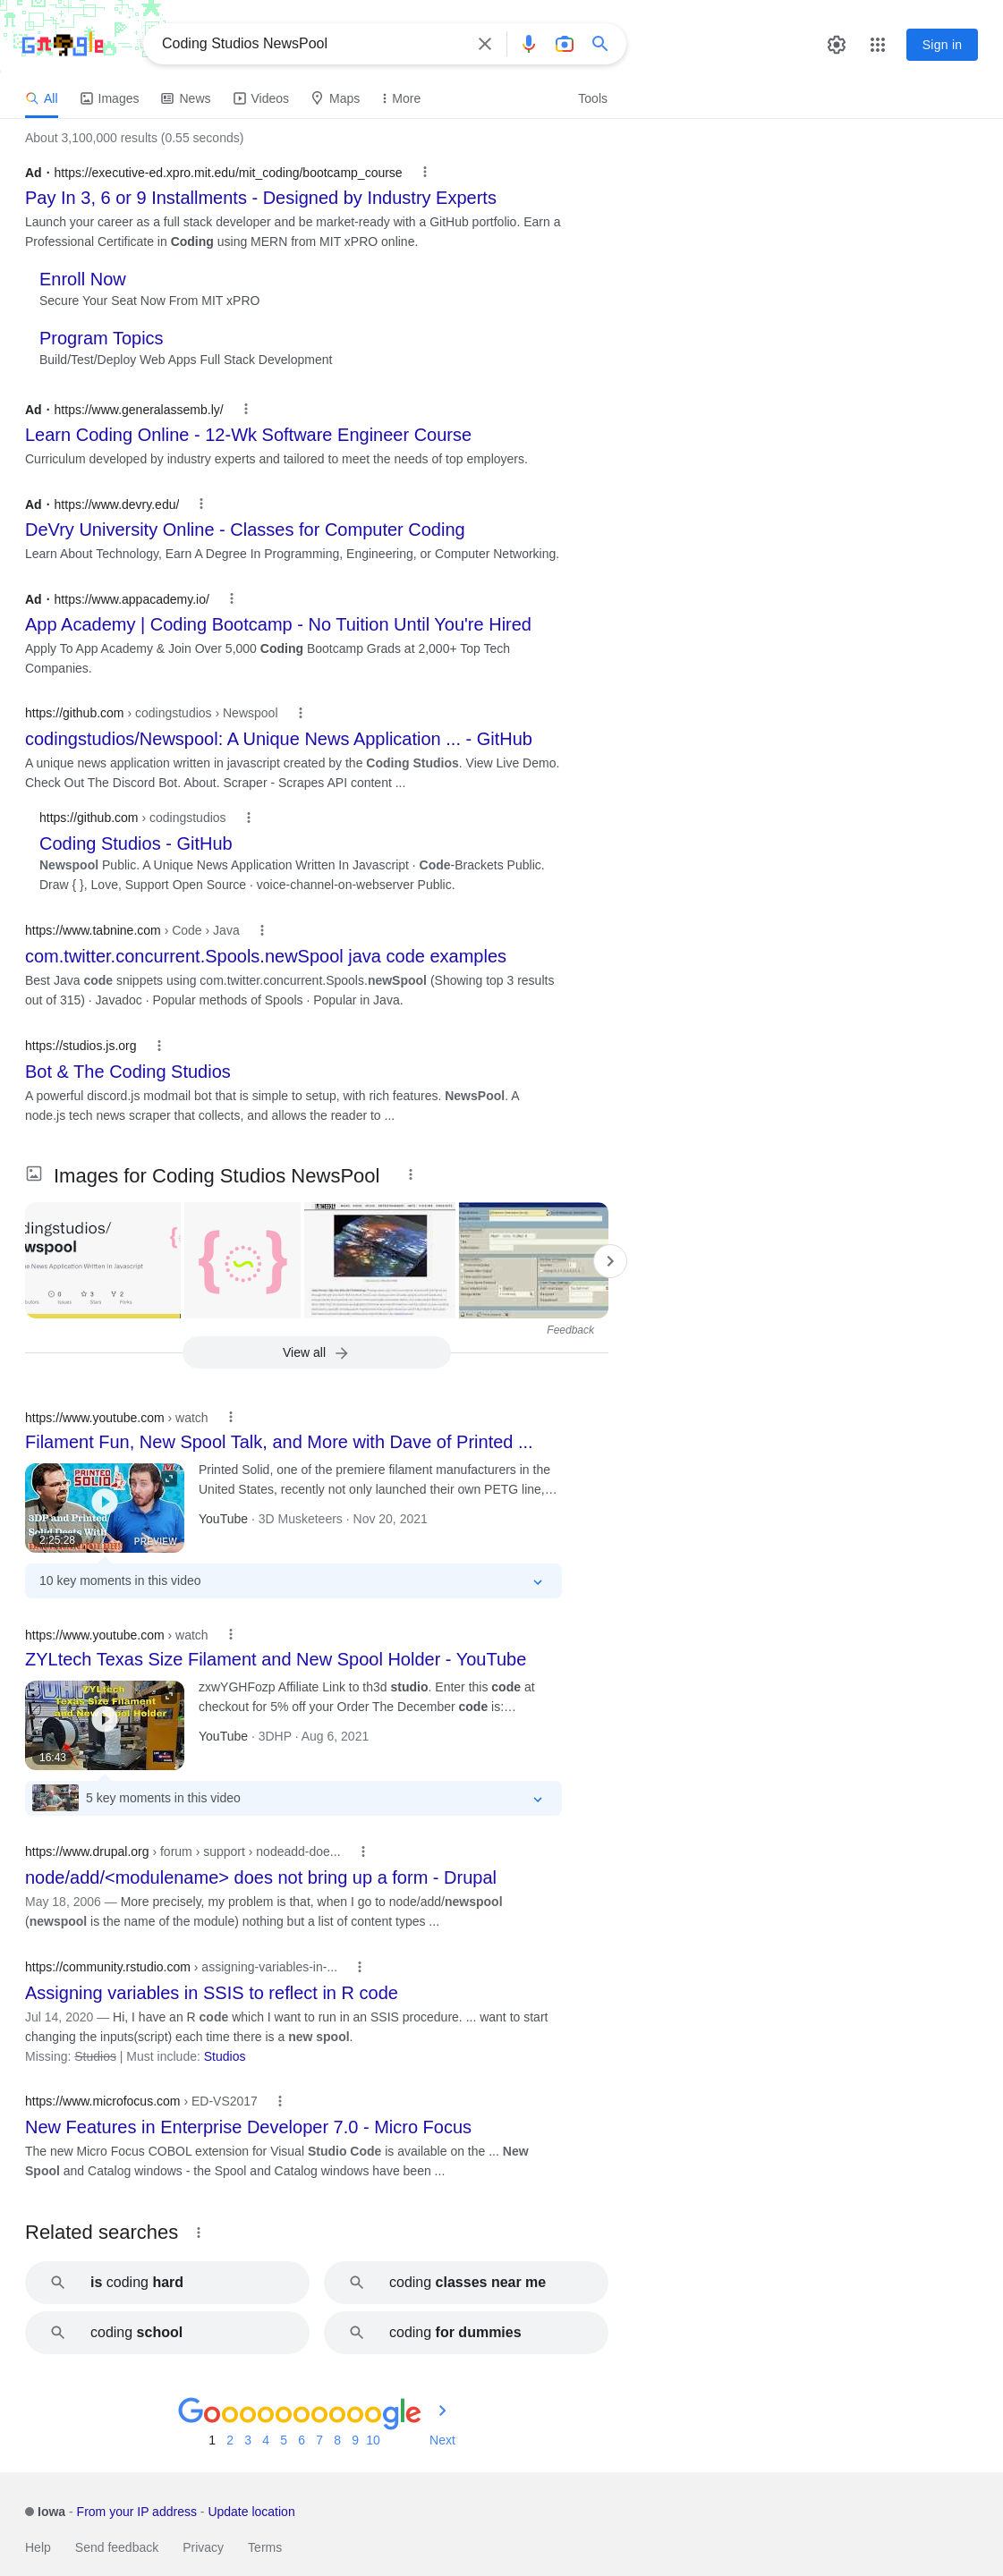 Coding Studios NewsPool
Sign in
All
Images
News
Videos
Maps
More
Tools
About 3,100,000 results (0.55 seconds)
Ad · https://executive-ed.xpro.mit.edu/mit_coding/bootcamp_course
Pay In 3, 6 or 9 Installments - Designed by Industry Experts
Launch your career as a full stack developer and be market-ready with a GitHub portfolio. Earn a
Professional Certificate in Coding using MERN from MIT xPRO online.
Enroll Now
Secure Your Seat Now From MIT xPRO
Program Topics
Build/Test/Deploy Web Apps Full Stack Development
Ad · https://www.generalassemb.ly/
Learn Coding Online - 12-Wk Software Engineer Course
Curriculum developed by industry experts and tailored to meet the needs of top employers.
Ad · https://www.devry.edu/
DeVry University Online - Classes for Computer Coding
Learn About Technology, Earn A Degree In Programming, Engineering, or Computer Networking.
Ad · https://www.appacademy.io/
App Academy | Coding Bootcamp - No Tuition Until You're Hired
Apply To App Academy & Join Over 5,000 Coding Bootcamp Grads at 2,000+ Top Tech
Companies.
https://github.com › codingstudios › Newspool
codingstudios/Newspool: A Unique News Application ... - GitHub
A unique news application written in javascript created by the Coding Studios. View Live Demo.
Check Out The Discord Bot. About. Scraper - Scrapes API content ...
https://github.com › codingstudios
Coding Studios - GitHub
Newspool Public. A Unique News Application Written In Javascript · Code-Brackets Public.
Draw { }, Love, Support Open Source · voice-channel-on-webserver Public.
https://www.tabnine.com › Code › Java
com.twitter.concurrent.Spools.newSpool java code examples
Best Java code snippets using com.twitter.concurrent.Spools.newSpool (Showing top 3 results
out of 315) · Javadoc · Popular methods of Spools · Popular in Java.
https://studios.js.org
Bot & The Coding Studios
A powerful discord.js modmail bot that is simple to setup, with rich features. NewsPool. A
node.js tech news scraper that collects, and allows the reader to ...
Images for Coding Studios NewsPool
dingstudios/
wspool
e News Application Written In Javascript
0 3 2
Issues Stars Forks
Feedback
View all
https://www.youtube.com › watch
Filament Fun, New Spool Talk, and More with Dave of Printed ...
PRINTED SOLID
3DP and Printed
Solid Deets With
2:25:28
PREVIEW
Printed Solid, one of the premiere filament manufacturers in the
United States, recently not only launched their own PETG line,...
YouTube · 3D Musketeers · Nov 20, 2021
10 key moments in this video
https://www.youtube.com › watch
ZYLtech Texas Size Filament and New Spool Holder - YouTube
ZYLtech
Texas Size Filament
and New Spool Holder
16:43
zxwYGHFozp Affiliate Link to th3d studio. Enter this code at
checkout for 5% off your Order The December code is:...
YouTube · 3DHP · Aug 6, 2021
5 key moments in this video
https://www.drupal.org › forum › support › nodeadd-doe...
node/add/<modulename> does not bring up a form - Drupal
May 18, 2006 — More precisely, my problem is that, when I go to node/add/newspool
(newspool is the name of the module) nothing but a list of content types ...
https://community.rstudio.com › assigning-variables-in-...
Assigning variables in SSIS to reflect in R code
Jul 14, 2020 — Hi, I have an R code which I want to run in an SSIS procedure. ... want to start
changing the inputs(script) each time there is a new spool.
Missing: Studios | Must include: Studios
https://www.microfocus.com › ED-VS2017
New Features in Enterprise Developer 7.0 - Micro Focus
The new Micro Focus COBOL extension for Visual Studio Code is available on the ... New
Spool and Catalog windows - the Spool and Catalog windows have been ...
Related searches
is coding hard
coding classes near me
coding school
coding for dummies
Goooooooooogle
1 2 3 4 5 6 7 8 9 10 Next
Iowa - From your IP address - Update location
Help Send feedback Privacy Terms